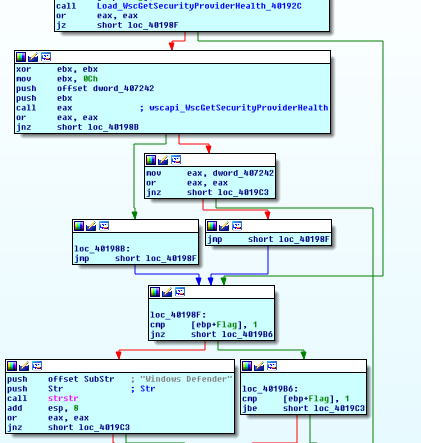 call    Load_WscGetSecurityProviderHealth_40192C
or      eax, eax
jz      short loc_40198F
xor     ebx, ebx
mov     ebx, 0Ch
push    offset dword_407242
push    ebx
call    eax             ; wscapi_WscGetSecurityProviderHealth
or      eax, eax
jnz     short loc_40198B
mov     eax, dword_407242
or      eax, eax
jnz     short loc_4019C3
loc_40198B:
jmp     short loc_40198F
jmp     short loc_40198F
loc_40198F:
cmp     [ebp+Flag], 1
jnz     short loc_4019B6
push    offset SubStr   ; "Windows Defender"
push    Str             ; Str
call    strstr
add     esp, 8
or      eax, eax
jnz     short loc_4019C3
loc_4019B6:
cmp     [ebp+Flag], 1
jbe     short loc_4019C3